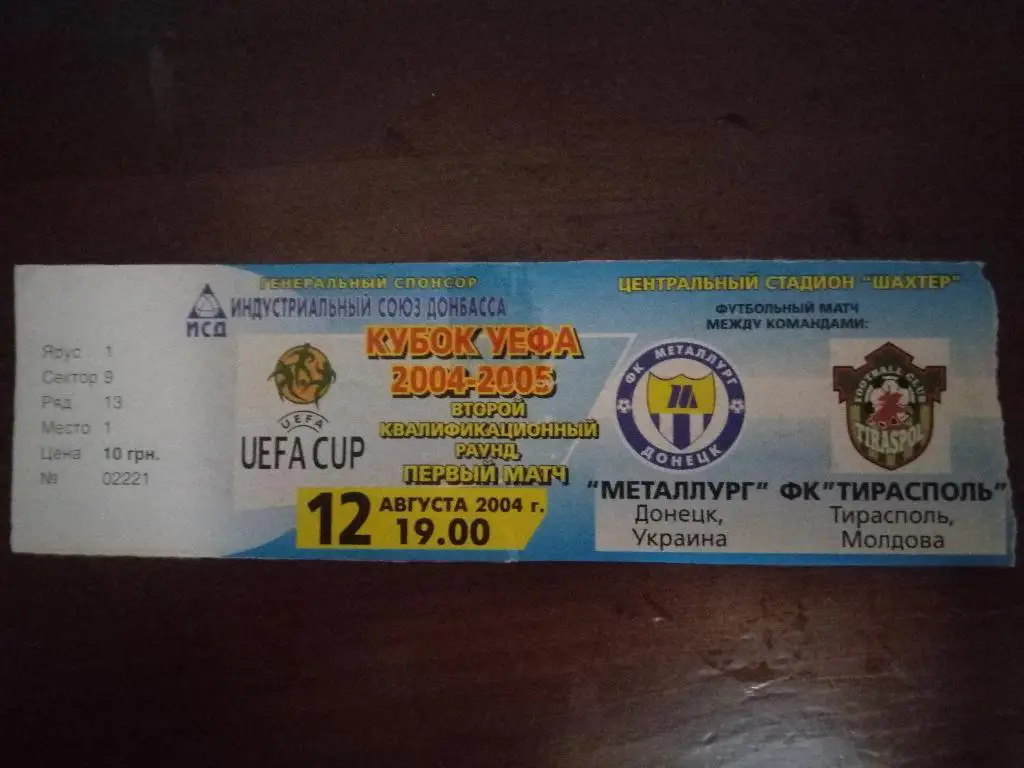 Ярус 1
Сектор 9
Ряд 13
Место 1
Цена 10 грн.
№ 02221
ГЕНЕРАЛЬНЫЙ СПОНСОР
ИСД
ИНДУСТРИАЛЬНЫЙ СОЮЗ ДОНБАССА
UEFA
UEFA CUP
КУБОК УЕФА
2004-2005
ВТОРОЙ
КВАЛИФИКАЦИОННЫЙ
РАУНД,
ПЕРВЫЙ МАТЧ
12 АВГУСТА 2004 г.
19.00
ЦЕНТРАЛЬНЫЙ СТАДИОН "ШАХТЕР"
ФУТБОЛЬНЫЙ МАТЧ
МЕЖДУ КОМАНДАМИ:
ФК МЕТАЛЛУРГ
М
ДОНЕЦК
FOOTBALL CLUB
TIRASPOL
"МЕТАЛЛУРГ" ФК "ТИРАСПОЛЬ"
Донецк,
Украина
Тирасполь,
Молдова